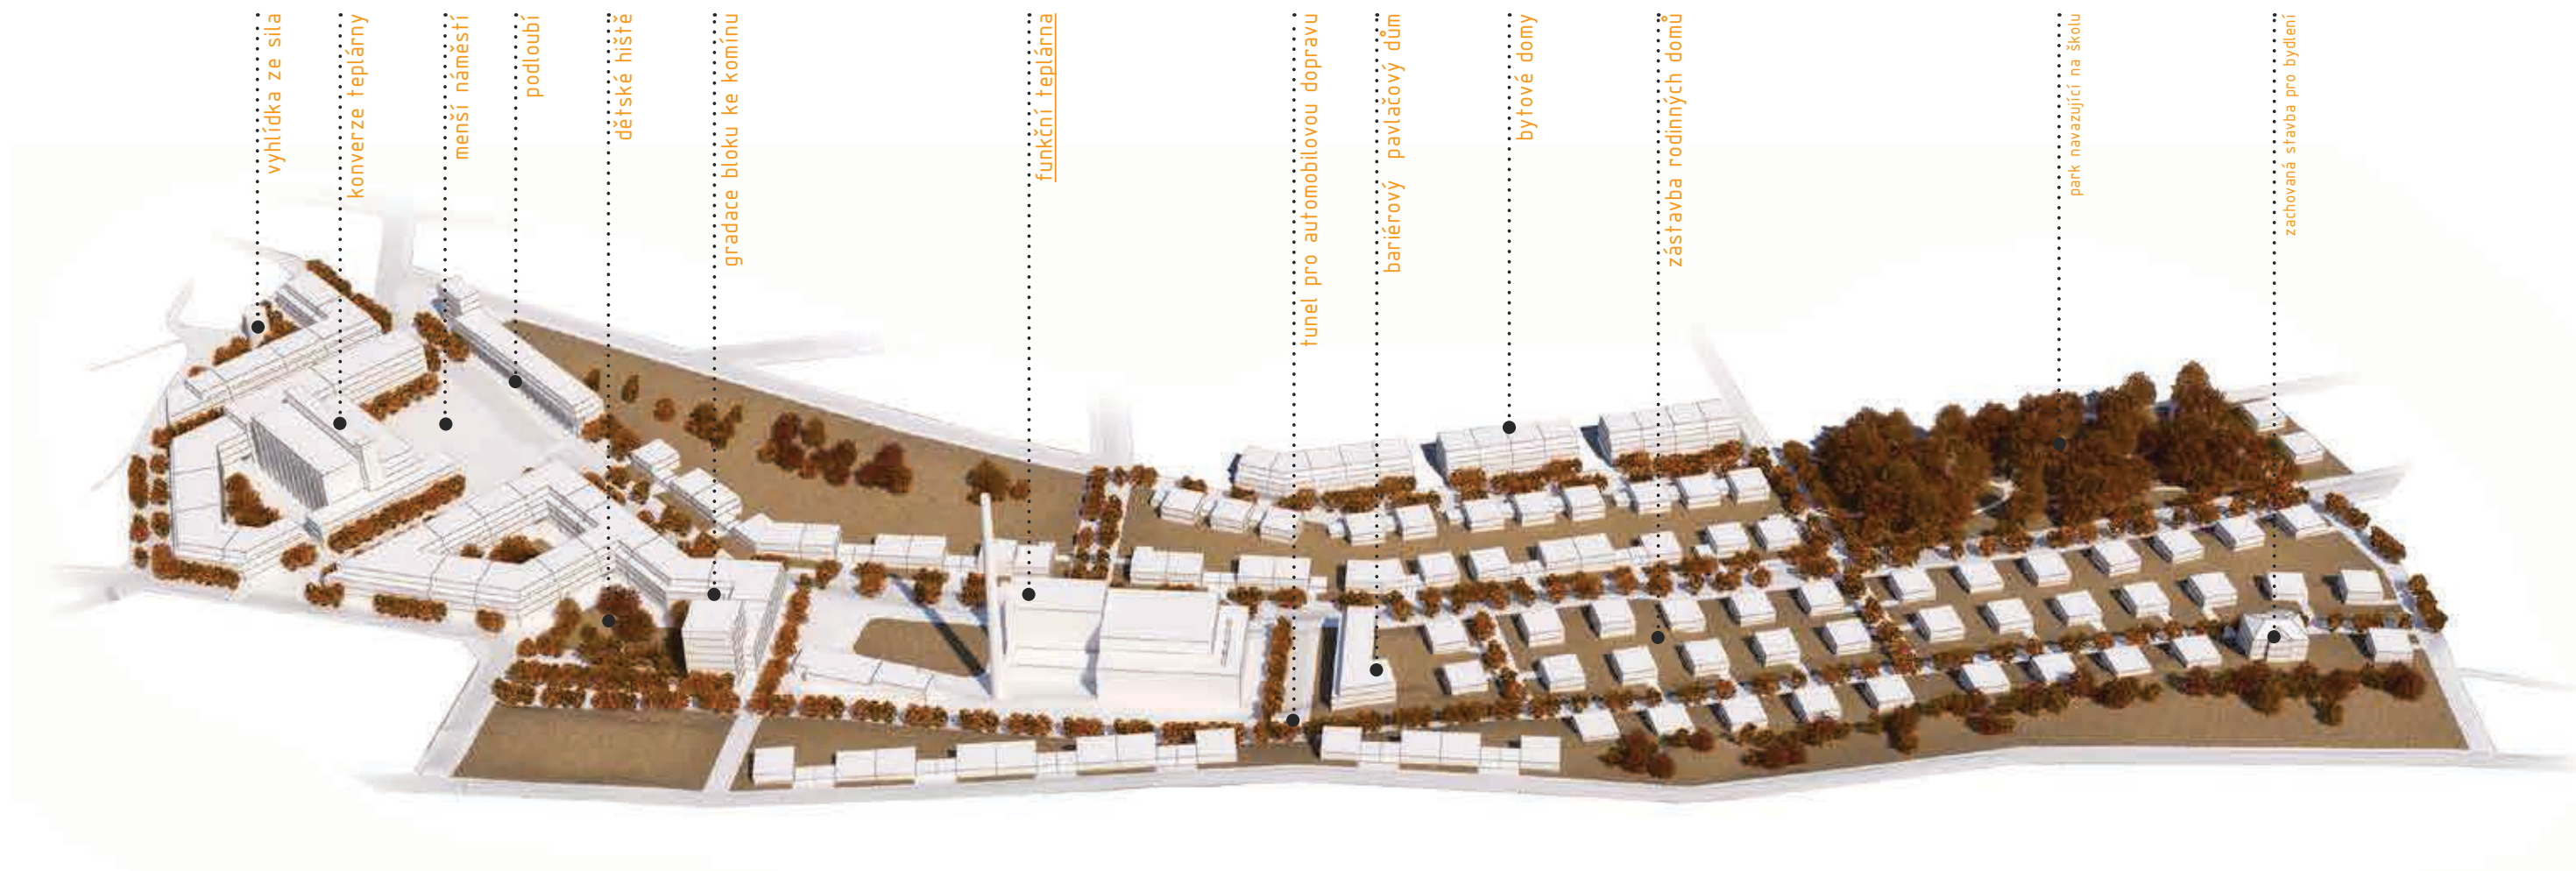 vyhlídka ze sila
konverze teplárny
menší náměstí
podloubí
dětské hiště
gradace bloku ke komínu
funkční teplárna
tunel pro automobilovou dopravu
bariérový pavlačový dům
bytové domy
zástavba rodinných domů
park navazující na školu
zachovaná stavba pro bydlení